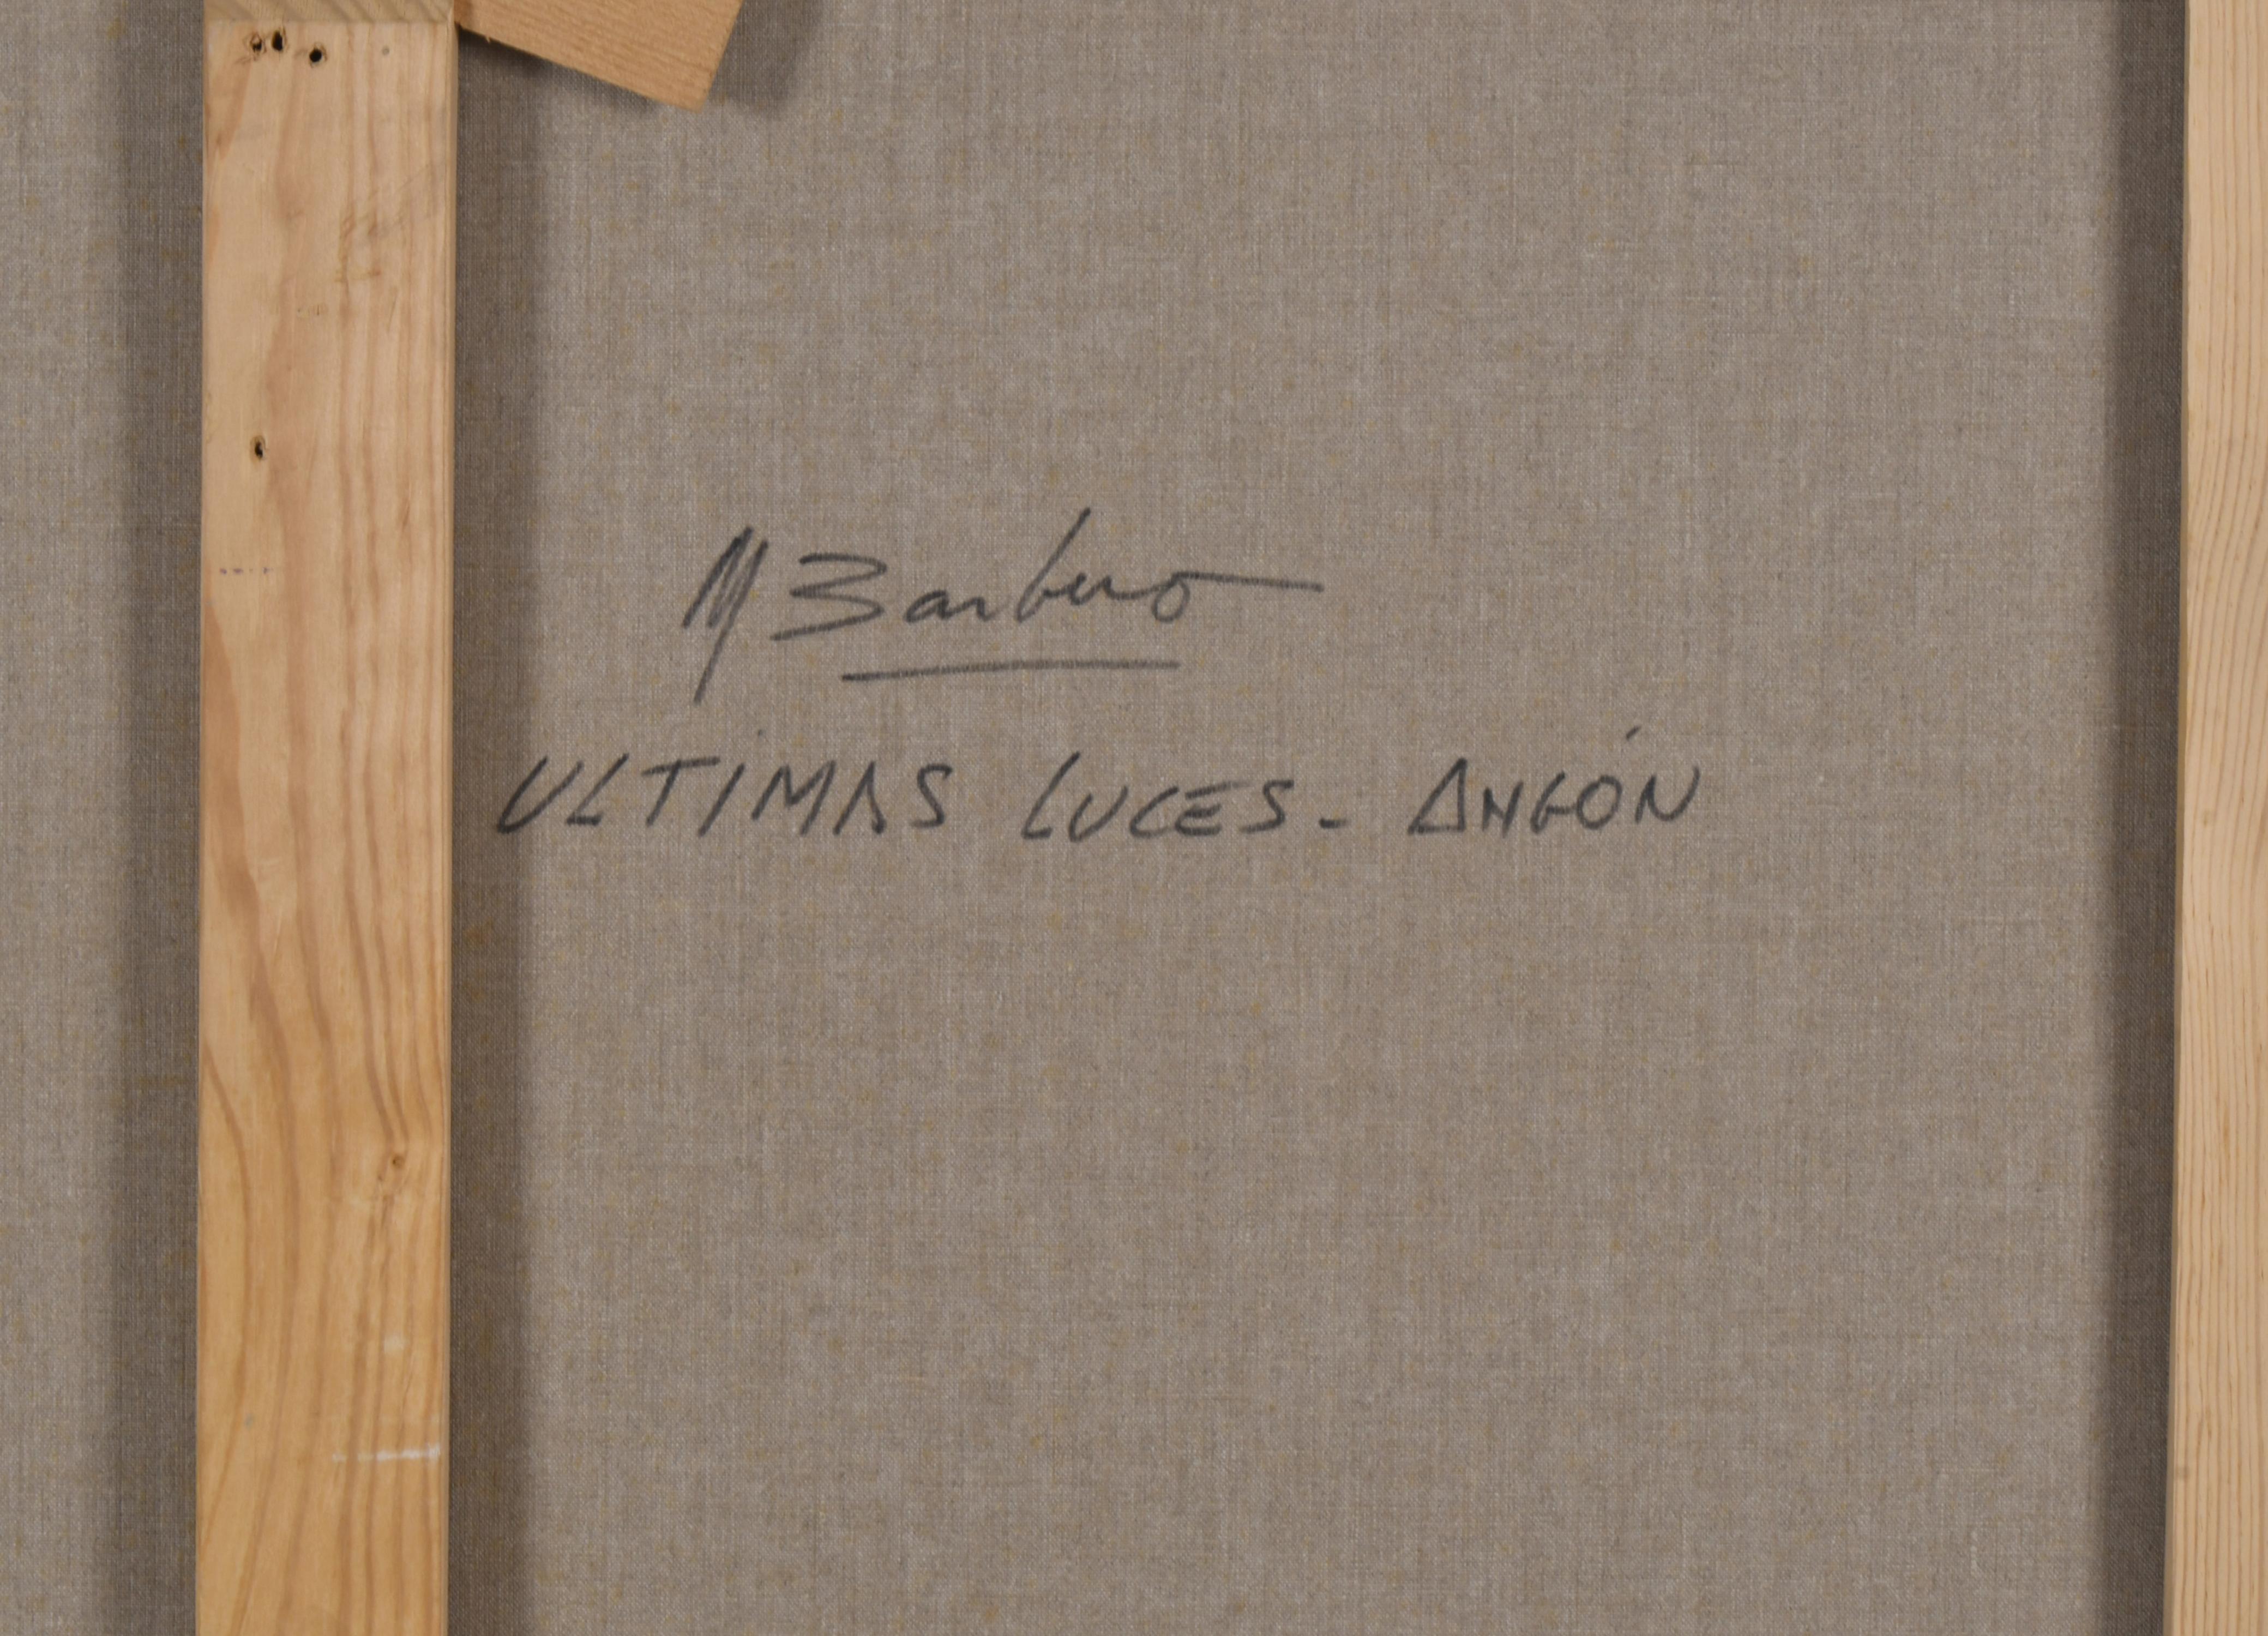 M Barbero
ULTIMAS LUCES - ANGÓN